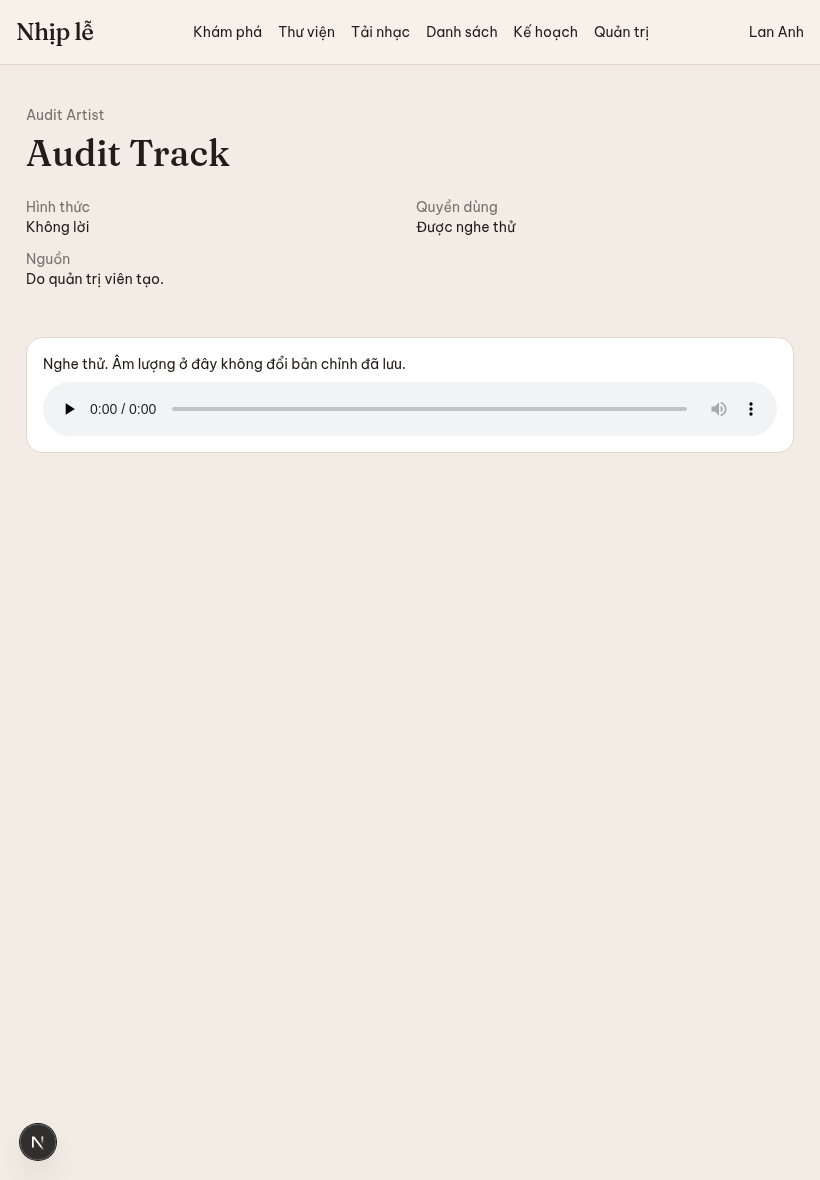 Nhịp lễ
Khám phá Thư viện Tải nhạc Danh sách Kế hoạch Quản trị
Lan Anh
Audit Artist
Audit Track
Hình thức
Không lời
Quyền dùng
Được nghe thử
Nguồn
Do quản trị viên tạo.
Nghe thử. Âm lượng ở đây không đổi bản chỉnh đã lưu.
0:00 / 0:00
N